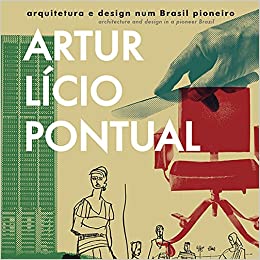 arquitetura e design num Brasil pioneiro
architecture and design in a pioneer Brazil
ARTUR
LÍCIO
PONTUAL